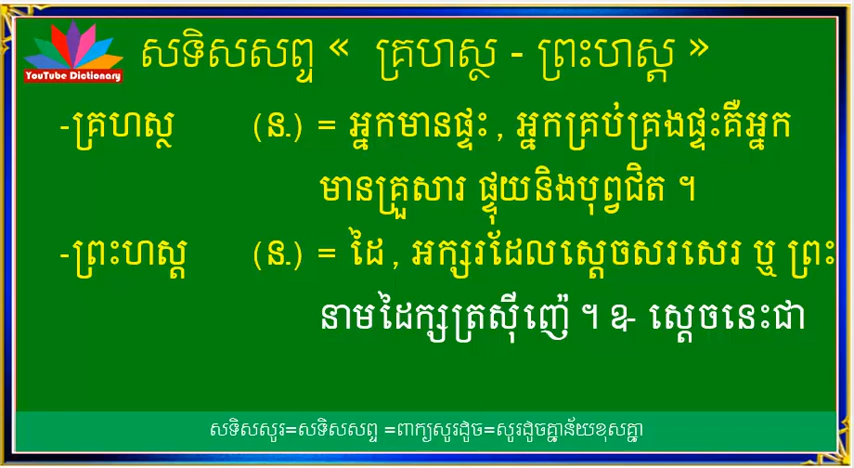 សទិសសព្ទ « គ្រហស្ថ - ព្រះហស្ត »
YouTube Dictionary
-គ្រហស្ថ (ន.) = អ្នកមានផ្ទះ , អ្នកគ្រប់គ្រងផ្ទះគឺអ្នក
មានគ្រួសារ ផ្ទុយនិងបុព្វជិត ។
-ព្រះហស្ត (ន.) = ដៃ , អក្សរដែលស្តេចសរសេរ ឬ ព្រះ
នាមដៃក្សត្រស៊ីញ៉េ ។ ឧ- ស្តេចនេះជា
សទិសសូរ=សទិសសព្ទ =ពាក្យសូរដូច=សូរដូចគ្នាន័យខុសគ្នា